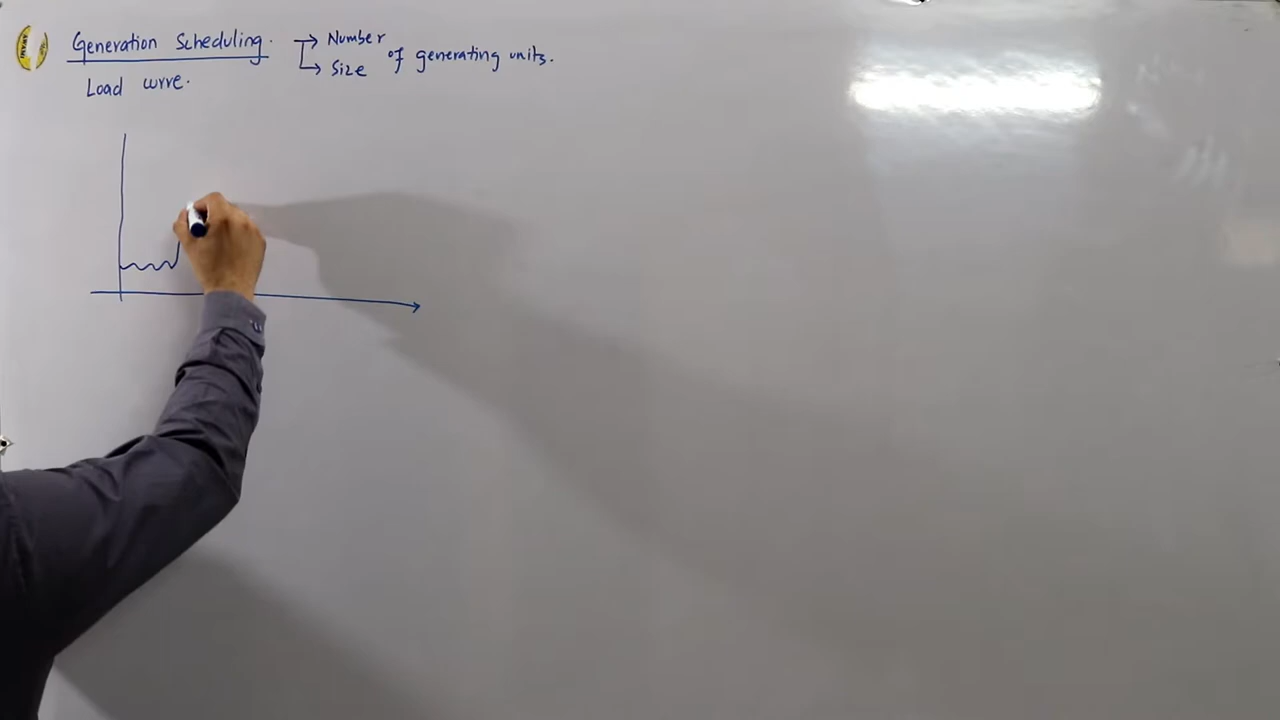 Generation Scheduling. → Number
→ Size of generating units.
Load curve.